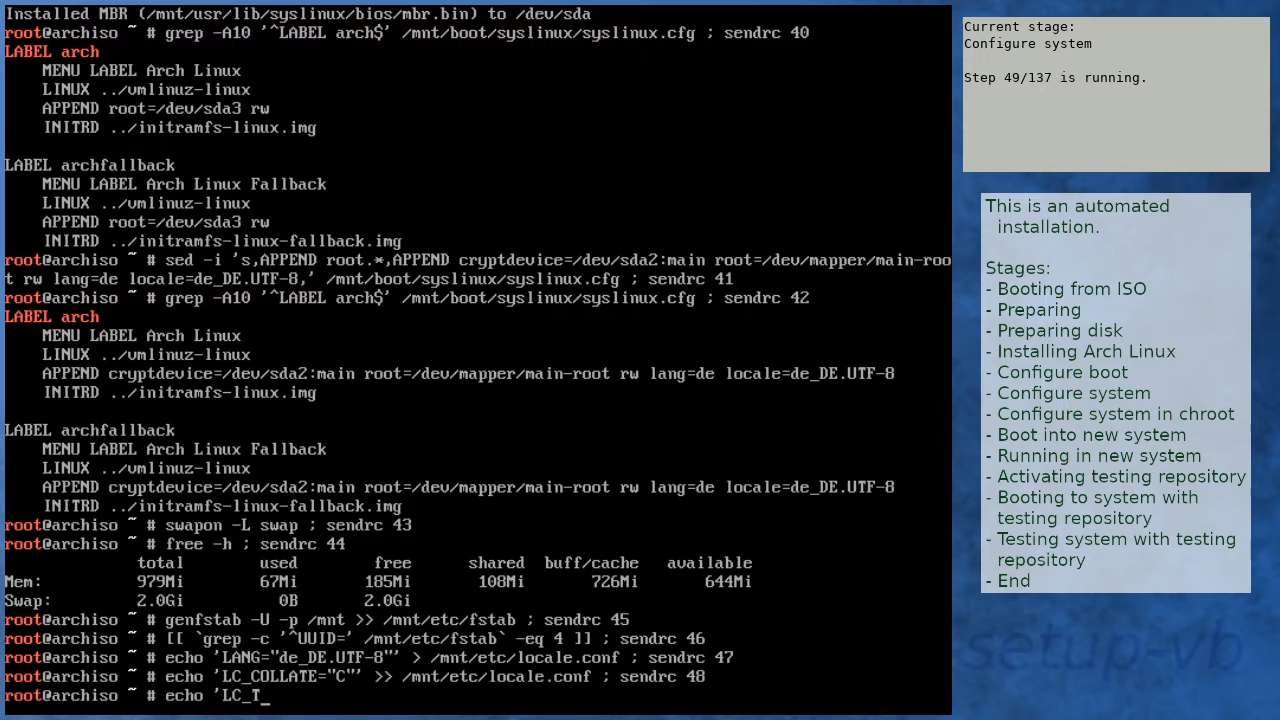 Installed MBR (/mnt/usr/lib/syslinux/bios/mbr.bin) to /dev/sda
root@archiso ~ # grep -A10 '^LABEL arch$' /mnt/boot/syslinux/syslinux.cfg ; sendrc 40
LABEL arch
    MENU LABEL Arch Linux
    LINUX ../vmlinuz-linux
    APPEND root=/dev/sda3 rw
    INITRD ../initramfs-linux.img

LABEL archfallback
    MENU LABEL Arch Linux Fallback
    LINUX ../vmlinuz-linux
    APPEND root=/dev/sda3 rw
    INITRD ../initramfs-linux-fallback.img
root@archiso ~ # sed -i 's,APPEND root.*,APPEND cryptdevice=/dev/sda2:main root=/dev/mapper/main-roo
t rw lang=de locale=de_DE.UTF-8,' /mnt/boot/syslinux/syslinux.cfg ; sendrc 41
root@archiso ~ # grep -A10 '^LABEL arch$' /mnt/boot/syslinux/syslinux.cfg ; sendrc 42
LABEL arch
    MENU LABEL Arch Linux
    LINUX ../vmlinuz-linux
    APPEND cryptdevice=/dev/sda2:main root=/dev/mapper/main-root rw lang=de locale=de_DE.UTF-8
    INITRD ../initramfs-linux.img

LABEL archfallback
    MENU LABEL Arch Linux Fallback
    LINUX ../vmlinuz-linux
    APPEND cryptdevice=/dev/sda2:main root=/dev/mapper/main-root rw lang=de locale=de_DE.UTF-8
    INITRD ../initramfs-linux-fallback.img
root@archiso ~ # swapon -L swap ; sendrc 43
root@archiso ~ # free -h ; sendrc 44
              total        used        free      shared  buff/cache   available
Mem:          979Mi        67Mi       185Mi       108Mi       726Mi       644Mi
Swap:         2.0Gi          0B       2.0Gi
root@archiso ~ # genfstab -U -p /mnt >> /mnt/etc/fstab ; sendrc 45
root@archiso ~ # [[ `grep -c '^UUID=' /mnt/etc/fstab` -eq 4 ]] ; sendrc 46
root@archiso ~ # echo 'LANG="de_DE.UTF-8"' > /mnt/etc/locale.conf ; sendrc 47
root@archiso ~ # echo 'LC_COLLATE="C"' >> /mnt/etc/locale.conf ; sendrc 48
root@archiso ~ # echo 'LC_T_
Current stage:
Configure system

Step 49/137 is running.
This is an automated
installation.

Stages:
- Booting from ISO
- Preparing
- Preparing disk
- Installing Arch Linux
- Configure boot
- Configure system
- Configure system in chroot
- Boot into new system
- Running in new system
- Activating testing repository
- Booting to system with
testing repository
- Testing system with testing
repository
- End
setup-vb